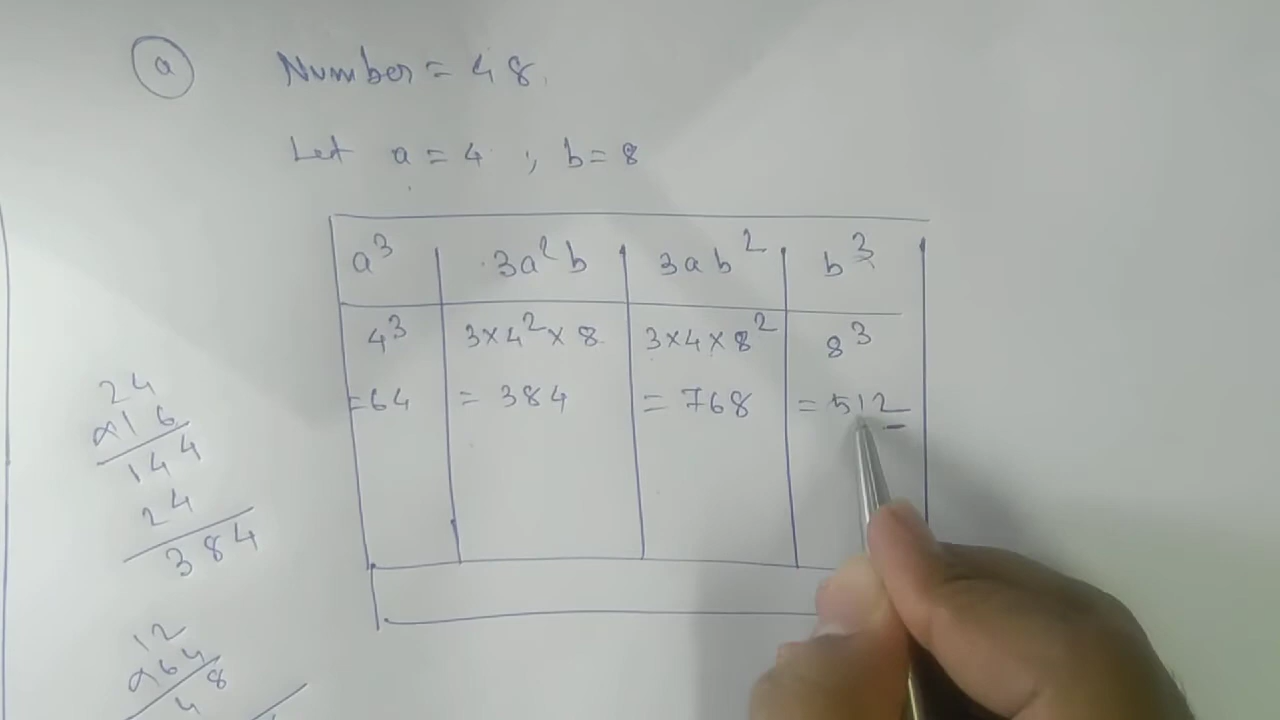 a Number = 48.
Let a = 4 ; b = 8
a³ 3a²b 3ab² b³
4³ 3×4²×8 3×4×8² 8³
=64 = 384 = 768 = 512
24
×16
144
24
384
12
×64
48